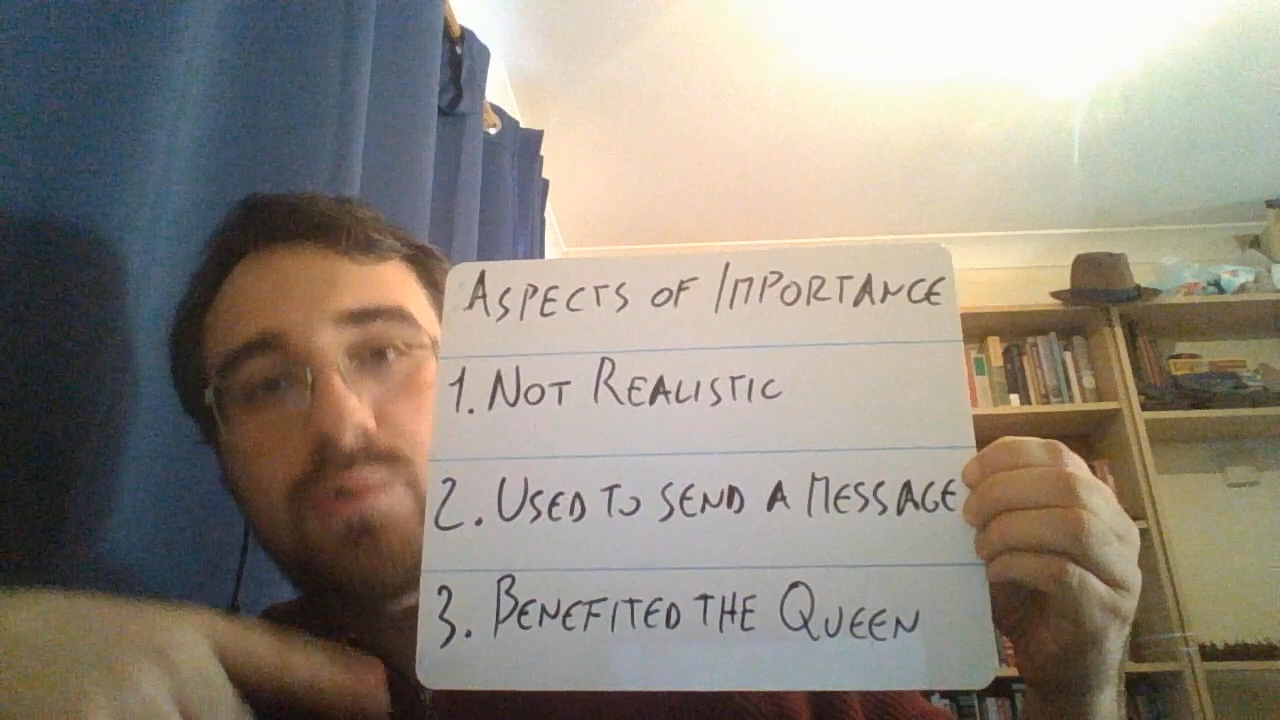 ASPECTS OF IMPORTANCE
1. NOT REALISTIC
2. USED TO SEND A MESSAGE
3. BENEFITED THE QUEEN